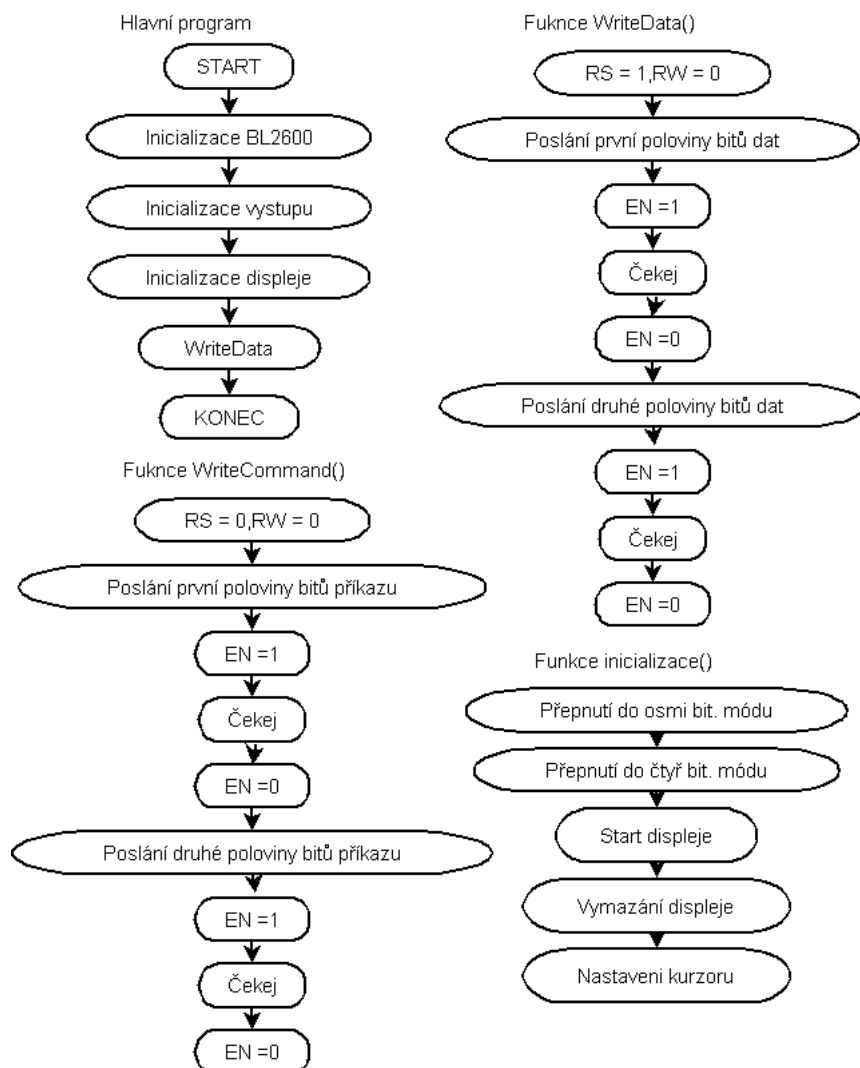 Hlavní program
START
Inicializace BL2600
Inicializace vystupu
Inicializace displeje
WriteData
KONEC
Fuknce WriteCommand()
RS = 0,RW = 0
Poslání první poloviny bitů příkazu
EN =1
Čekej
EN =0
Poslání druhé poloviny bitů příkazu
EN =1
Čekej
EN =0
Fuknce WriteData()
RS = 1,RW = 0
Poslání první poloviny bitů dat
EN =1
Čekej
EN =0
Poslání druhé poloviny bitů dat
EN =1
Čekej
EN =0
Funkce inicializace()
Přepnutí do osmi bit. módu
Přepnutí do čtyř bit. módu
Start displeje
Vymazání displeje
Nastaveni kurzoru